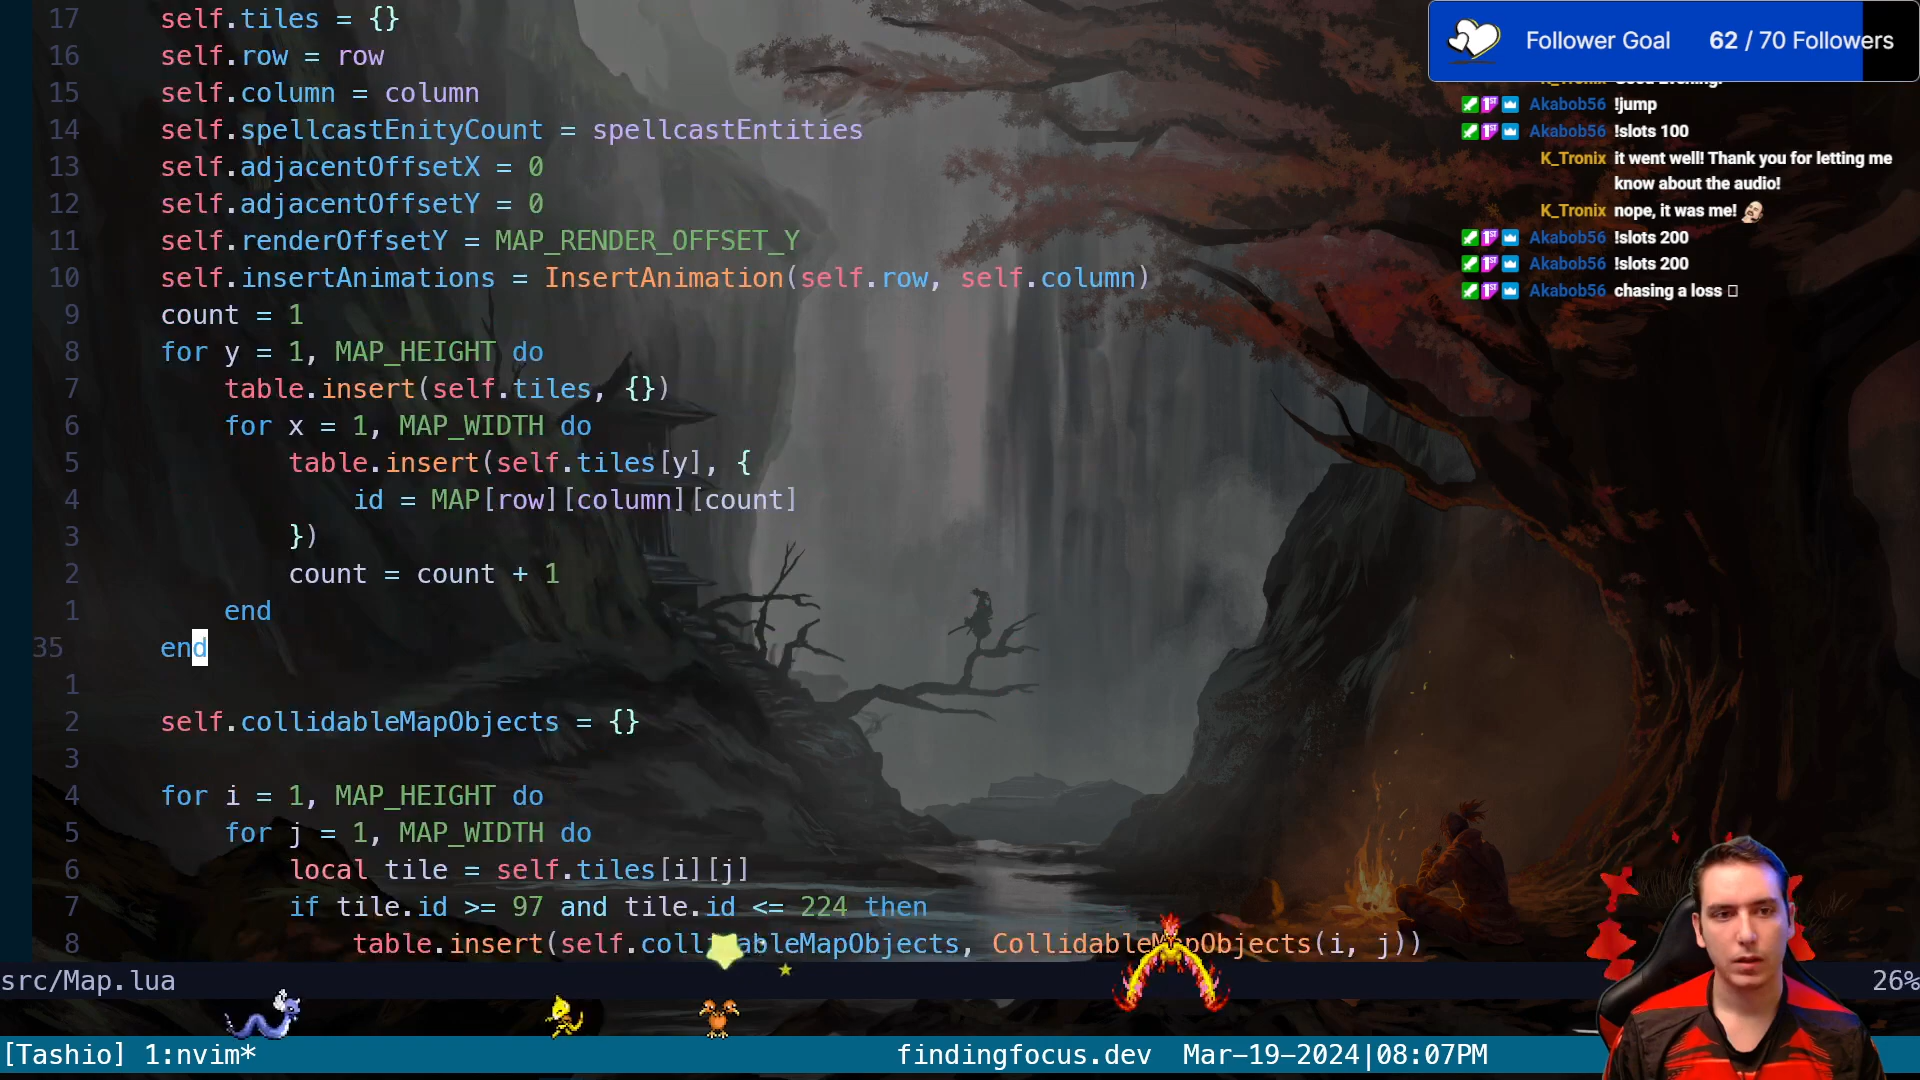 17 self.tiles = {}
16 self.row = row
15 self.column = column
14 self.spellcastEnityCount = spellcastEntities
13 self.adjacentOffsetX = 0
12 self.adjacentOffsetY = 0
11 self.renderOffsetY = MAP_RENDER_OFFSET_Y
10 self.insertAnimations = InsertAnimation(self.row, self.column)
9 count = 1
8 for y = 1, MAP_HEIGHT do
7 table.insert(self.tiles, {})
6 for x = 1, MAP_WIDTH do
5 table.insert(self.tiles[y], {
4 id = MAP[row][column][count]
3 })
2 count = count + 1
1 end
35 end
1
2 self.collidableMapObjects = {}
3
4 for i = 1, MAP_HEIGHT do
5 for j = 1, MAP_WIDTH do
6 local tile = self.tiles[i][j]
7 if tile.id >= 97 and tile.id <= 224 then
8 table.insert(self.collidableMapObjects, CollidableMapObjects(i, j))
src/Map.lua 26%
[Tashio] 1:nvim* findingfocus.dev Mar-19-2024|08:07PM
Follower Goal 62 / 70 Followers
Akabob56 !jump
Akabob56 !slots 100
K_Tronix it went well! Thank you for letting me
know about the audio!
K_Tronix nope, it was me!
Akabob56 !slots 200
Akabob56 !slots 200
Akabob56 chasing a loss